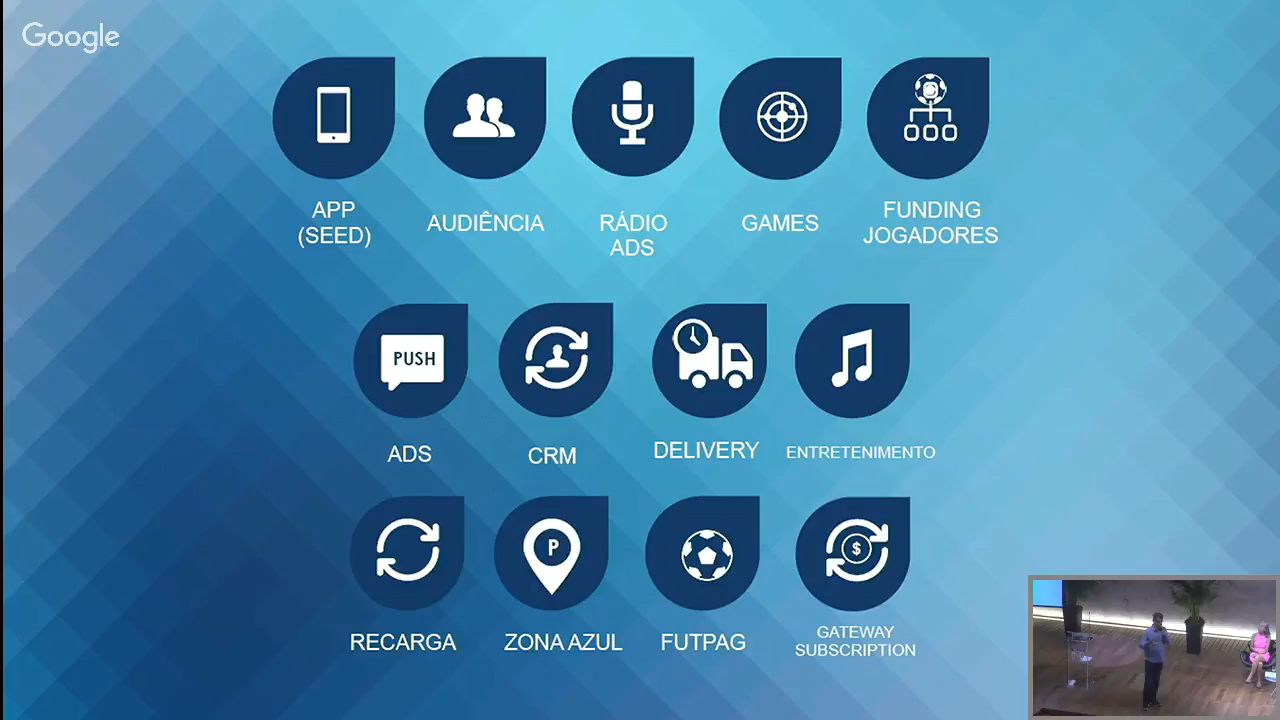 Google
APP
(SEED)
AUDIÊNCIA
RÁDIO
ADS
GAMES
FUNDING
JOGADORES
PUSH
ADS
CRM
DELIVERY
ENTRETENIMENTO
P
$
RECARGA
ZONA AZUL
FUTPAG
GATEWAY
SUBSCRIPTION